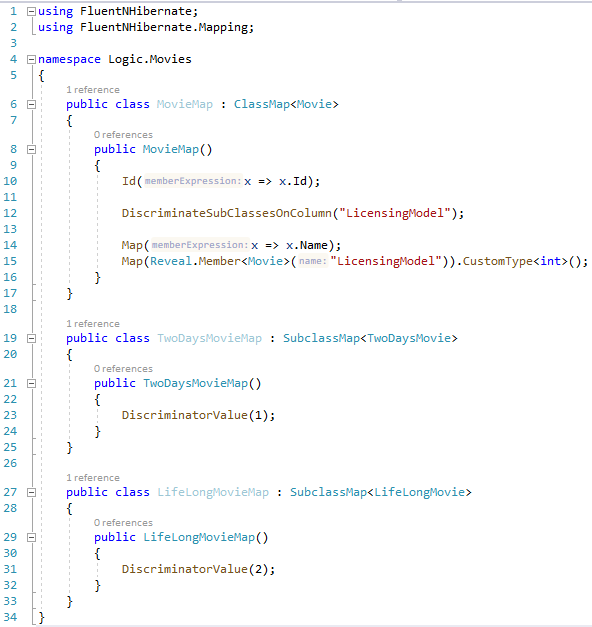 1 using FluentNHibernate;
2 using FluentNHibernate.Mapping;
3
4 namespace Logic.Movies
5 {
1 reference
6 public class MovieMap : ClassMap<Movie>
7 {
0 references
8 public MovieMap()
9 {
10 Id(memberExpression: x => x.Id);
11
12 DiscriminateSubClassesOnColumn("LicensingModel");
13
14 Map(memberExpression: x => x.Name);
15 Map(Reveal.Member<Movie>(name: "LicensingModel")).CustomType<int>();
16 }
17 }
18
1 reference
19 public class TwoDaysMovieMap : SubclassMap<TwoDaysMovie>
20 {
0 references
21 public TwoDaysMovieMap()
22 {
23 DiscriminatorValue(1);
24 }
25 }
26
1 reference
27 public class LifeLongMovieMap : SubclassMap<LifeLongMovie>
28 {
0 references
29 public LifeLongMovieMap()
30 {
31 DiscriminatorValue(2);
32 }
33 }
34 }